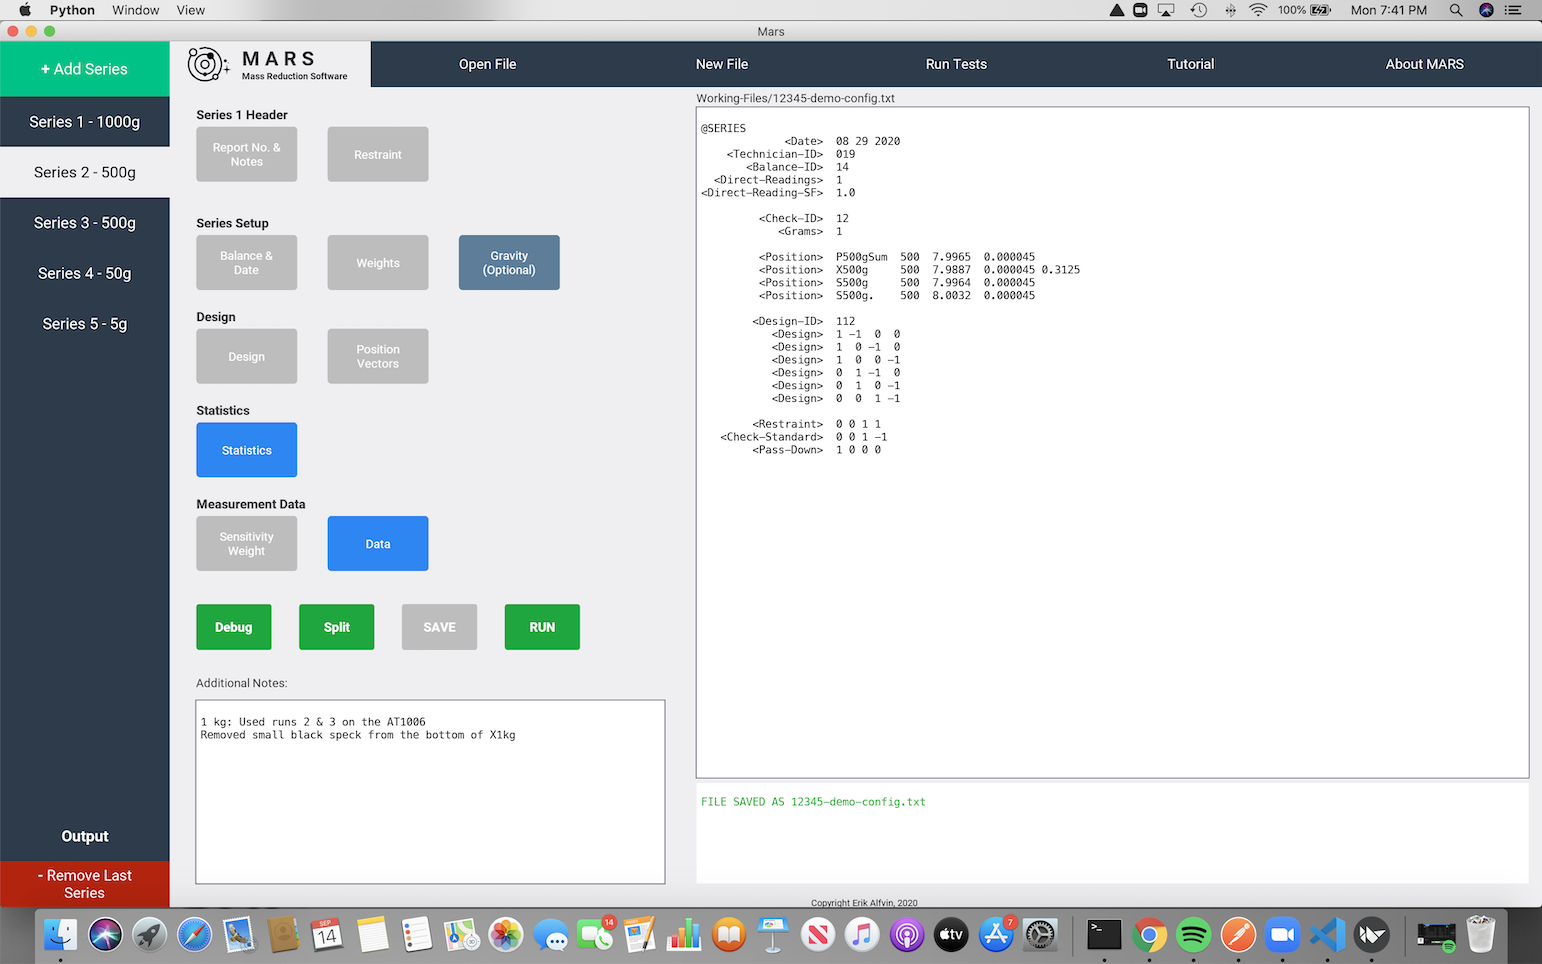 Python Window View 100% Mon 7:41 PM
Mars
+ Add Series
Series 1 - 1000g
Series 2 - 500g
Series 3 - 500g
Series 4 - 50g
Series 5 - 5g
Output
- Remove Last
Series
MARS
Mass Reduction Software
Open File New File Run Tests Tutorial About MARS
Series 1 Header
Report No. &
Notes
Restraint
Series Setup
Balance &
Date
Weights
Gravity
(Optional)
Design
Design
Position
Vectors
Statistics
Statistics
Measurement Data
Sensitivity
Weight
Data
Debug Split SAVE RUN
Additional Notes:
1 kg: Used runs 2 & 3 on the AT1006
Removed small black speck from the bottom of X1kg
Working-Files/12345-demo-config.txt
@SERIES
<Date> 08 29 2020
<Technician-ID> 019
<Balance-ID> 14
<Direct-Readings> 1
<Direct-Reading-SF> 1.0
<Check-ID> 12
<Grams> 1
<Position> P500gSum 500 7.9965 0.000045
<Position> X500g 500 7.9887 0.000045 0.3125
<Position> S500g 500 7.9964 0.000045
<Position> S500g. 500 8.0032 0.000045
<Design-ID> 112
<Design> 1 -1 0 0
<Design> 1 0 -1 0
<Design> 1 0 0 -1
<Design> 0 1 -1 0
<Design> 0 1 0 -1
<Design> 0 0 1 -1
<Restraint> 0 0 1 1
<Check-Standard> 0 0 1 -1
<Pass-Down> 1 0 0 0
FILE SAVED AS 12345-demo-config.txt
Copyright Erik Alfvin, 2020
SEP
14
14
tv
7